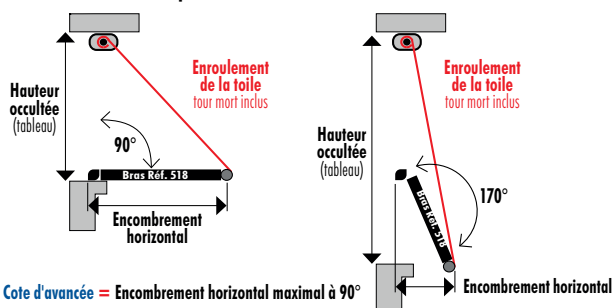 Hauteur
occultée
(tableau)
90°
Enroulement
de la toile
tour mort inclus
Bras Réf. 518
Encombrement
horizontal
Hauteur
occultée
(tableau)
Enroulement
de la toile
tour mort inclus
170°
Bras Réf. 518
Encombrement horizontal
Cote d'avancée = Encombrement horizontal maximal à 90°